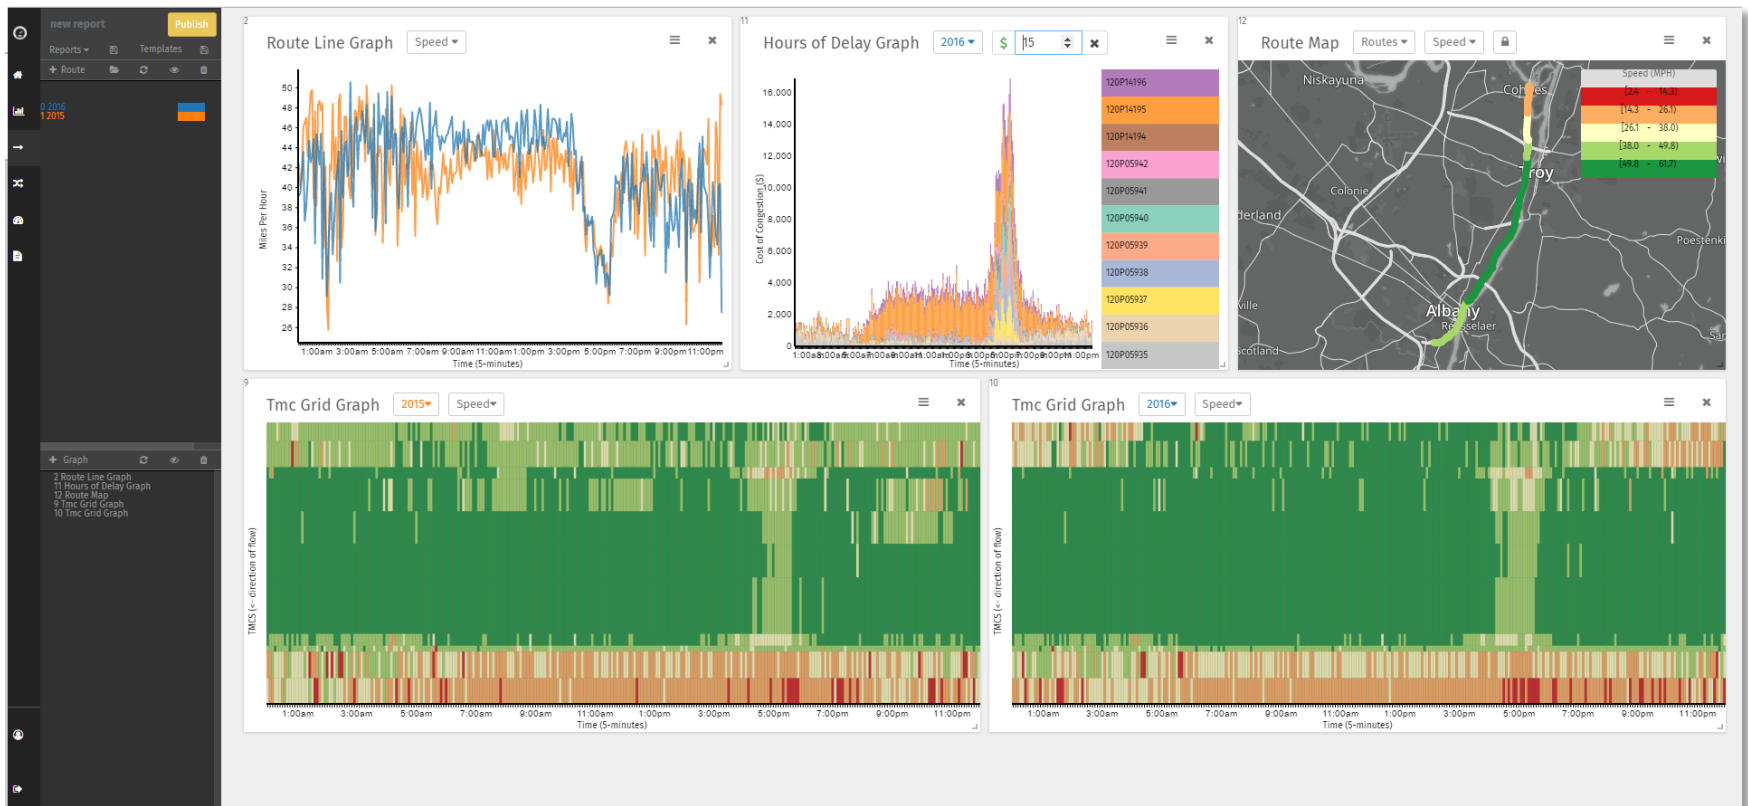 new report
Publish
Reports
Templates
+ Route
0 2016
1 2015
+ Graph
2 Route Line Graph
11 Hours of Delay Graph
12 Route Map
9 Tmc Grid Graph
10 Tmc Grid Graph
2
Route Line Graph
Speed
Miles Per Hour
50
48
46
44
42
40
38
36
34
32
30
28
26
1:00am 3:00am 5:00am 7:00am 9:00am 11:00am 1:00pm 3:00pm 5:00pm 7:00pm 9:00pm 11:00pm
Time (5-minutes)
11
Hours of Delay Graph
2016
$
15
Cost of Congestion ($)
16,000
14,000
12,000
10,000
8,000
6,000
4,000
2,000
0
Time (5-minutes)
120P14196
120P14195
120P14194
120P05942
120P05941
120P05940
120P05939
120P05938
120P05937
120P05936
120P05935
12
Route Map
Routes
Speed
Speed (MPH)
[2.4 - 14.3)
[14.3 - 26.1)
[26.1 - 38.0)
[38.0 - 49.8)
[49.8 - 61.7)
Niskayuna
Troy
Colonie
derland
Poestenki
ville
Albany
Rensselaer
Scotland
9
Tmc Grid Graph
2015
Speed
TMCS (<- direction of flow)
1:00am 3:00am 5:00am 7:00am 9:00am 11:00am 1:00pm 3:00pm 5:00pm 7:00pm 9:00pm 11:00pm
Time (5-minutes)
10
Tmc Grid Graph
2016
Speed
TMCS (<- direction of flow)
1:00am 3:00am 5:00am 7:00am 9:00am 11:00am 1:00pm 3:00pm 5:00pm 7:00pm 9:00pm 11:00pm
Time (5-minutes)